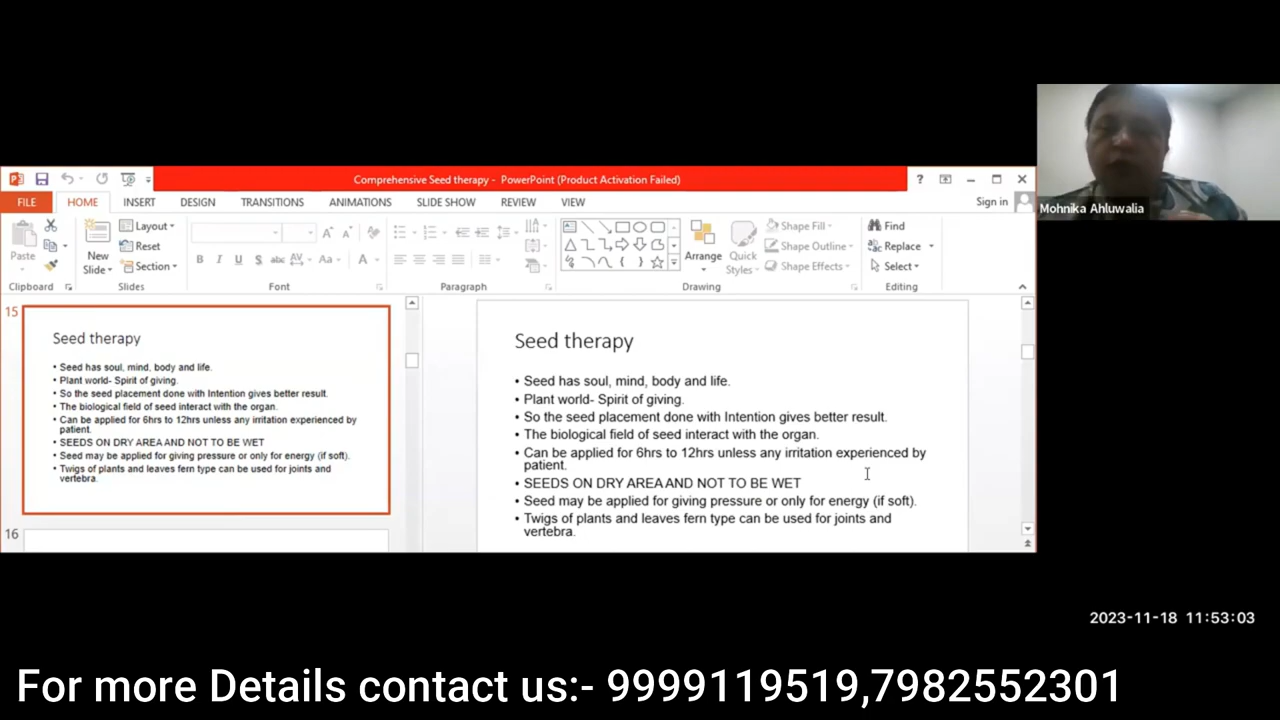 Comprehensive Seed therapy - PowerPoint (Product Activation Failed)
FILE HOME INSERT DESIGN TRANSITIONS ANIMATIONS SLIDE SHOW REVIEW VIEW Sign in
Mohnika Ahluwalia
Paste
New
Slide
Layout
Reset
Section
B I U S abc AV Aa A
Arrange
Quick
Styles
Shape Fill
Shape Outline
Shape Effects
Find
Replace
Select
Clipboard Slides Font Paragraph Drawing Editing
15
Seed therapy
• Seed has soul, mind, body and life.
• Plant world- Spirit of giving.
• So the seed placement done with Intention gives better result.
• The biological field of seed interact with the organ.
• Can be applied for 6hrs to 12hrs unless any irritation experienced by
patient.
• SEEDS ON DRY AREA AND NOT TO BE WET
• Seed may be applied for giving pressure or only for energy (if soft).
• Twigs of plants and leaves fern type can be used for joints and
vertebra.
16
Seed therapy
• Seed has soul, mind, body and life.
• Plant world- Spirit of giving.
• So the seed placement done with Intention gives better result.
• The biological field of seed interact with the organ.
• Can be applied for 6hrs to 12hrs unless any irritation experienced by
patient.
• SEEDS ON DRY AREA AND NOT TO BE WET
• Seed may be applied for giving pressure or only for energy (if soft).
• Twigs of plants and leaves fern type can be used for joints and
vertebra.
2023-11-18 11:53:03
For more Details contact us:- 9999119519,7982552301